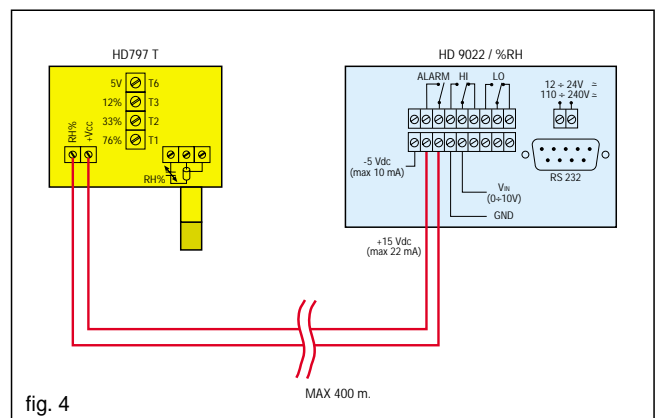 HD797 T
5V T6
12% T3
33% T2
76% T1
RH%
+Vcc
RH%
HD 9022 / %RH
ALARM HI LO
12 ÷ 24V ≂
110 ÷ 240V ≂
-5 Vdc
(max 10 mA)
VIN
(0÷10V)
GND
RS 232
+15 Vdc
(max 22 mA)
MAX 400 m.
fig. 4